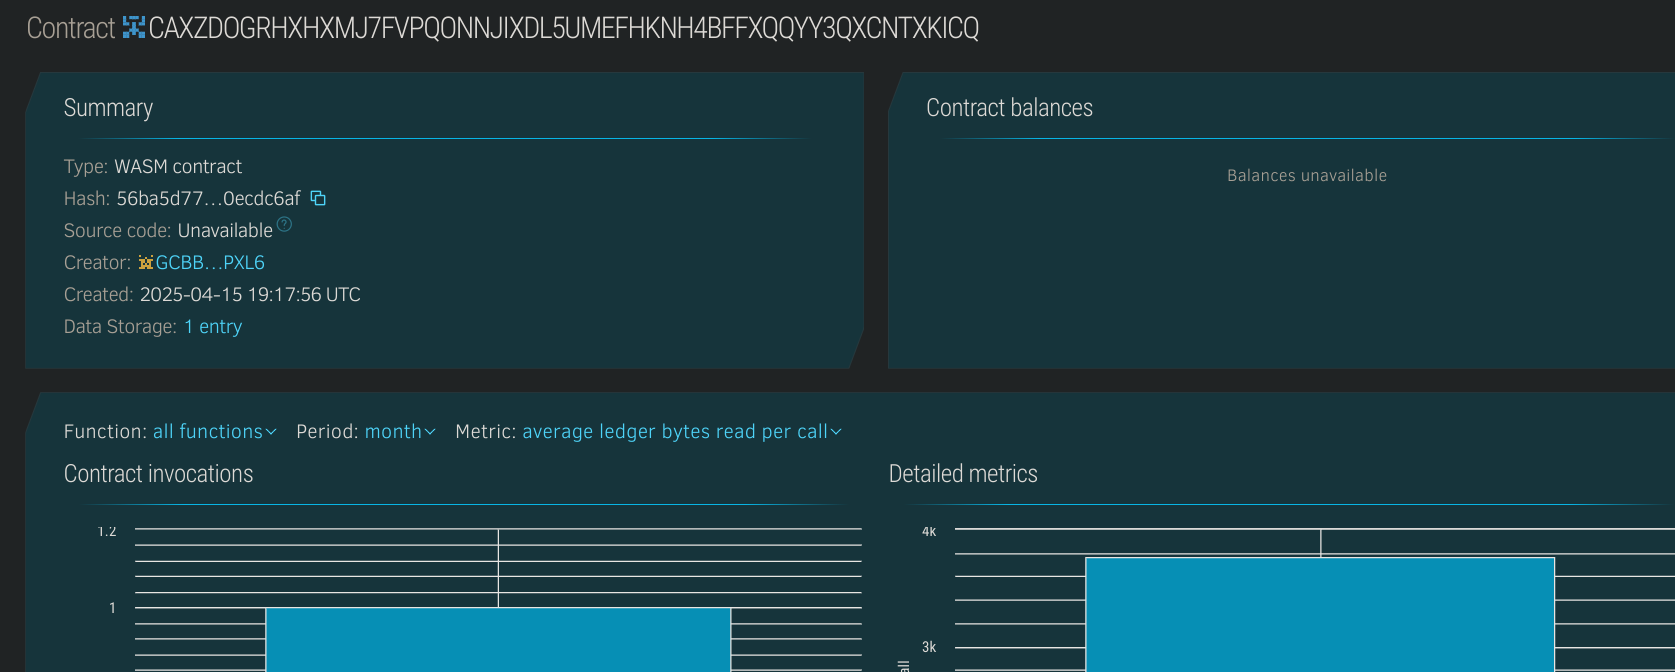 Contract CAXZDOGRHXHXMJ7FVPQONNJIXDL5UMEFHKNH4BFFXQQYY3QXCNTXKICQ
Summary
Type: WASM contract
Hash: 56ba5d77...0ecdc6af
Source code: Unavailable ?
Creator: GCBB...PXL6
Created: 2025-04-15 19:17:56 UTC
Data Storage: 1 entry
Contract balances
Balances unavailable
Function: all functions Period: month Metric: average ledger bytes read per call
Contract invocations
1.2
1
Detailed metrics
4k
3k